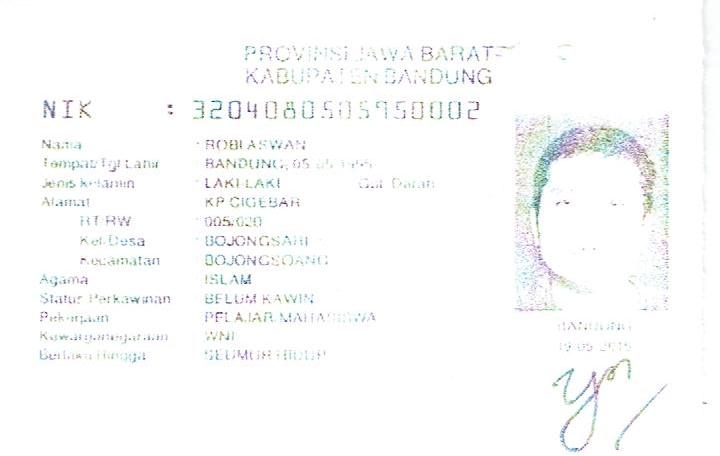 PROVINSI JAWA BARAT
KABUPATEN BANDUNG
NIK : 3204080505950002
Nama : ROBI ASWAN
Tempat/Tgl Lahir : BANDUNG, 05-05-1995
Jenis kelamin : LAKI-LAKI Gol. Darah
Alamat : KP CIGEBAR
RT/RW : 005/020
Kel/Desa : BOJONGSARI
Kecamatan : BOJONGSOANG
Agama : ISLAM
Status Perkawinan : BELUM KAWIN
Pekerjaan : PELAJAR/MAHASISWA
Kewarganegaraan : WNI
Berlaku Hingga : SEUMUR HIDUP
BANDUNG
19-05-2016